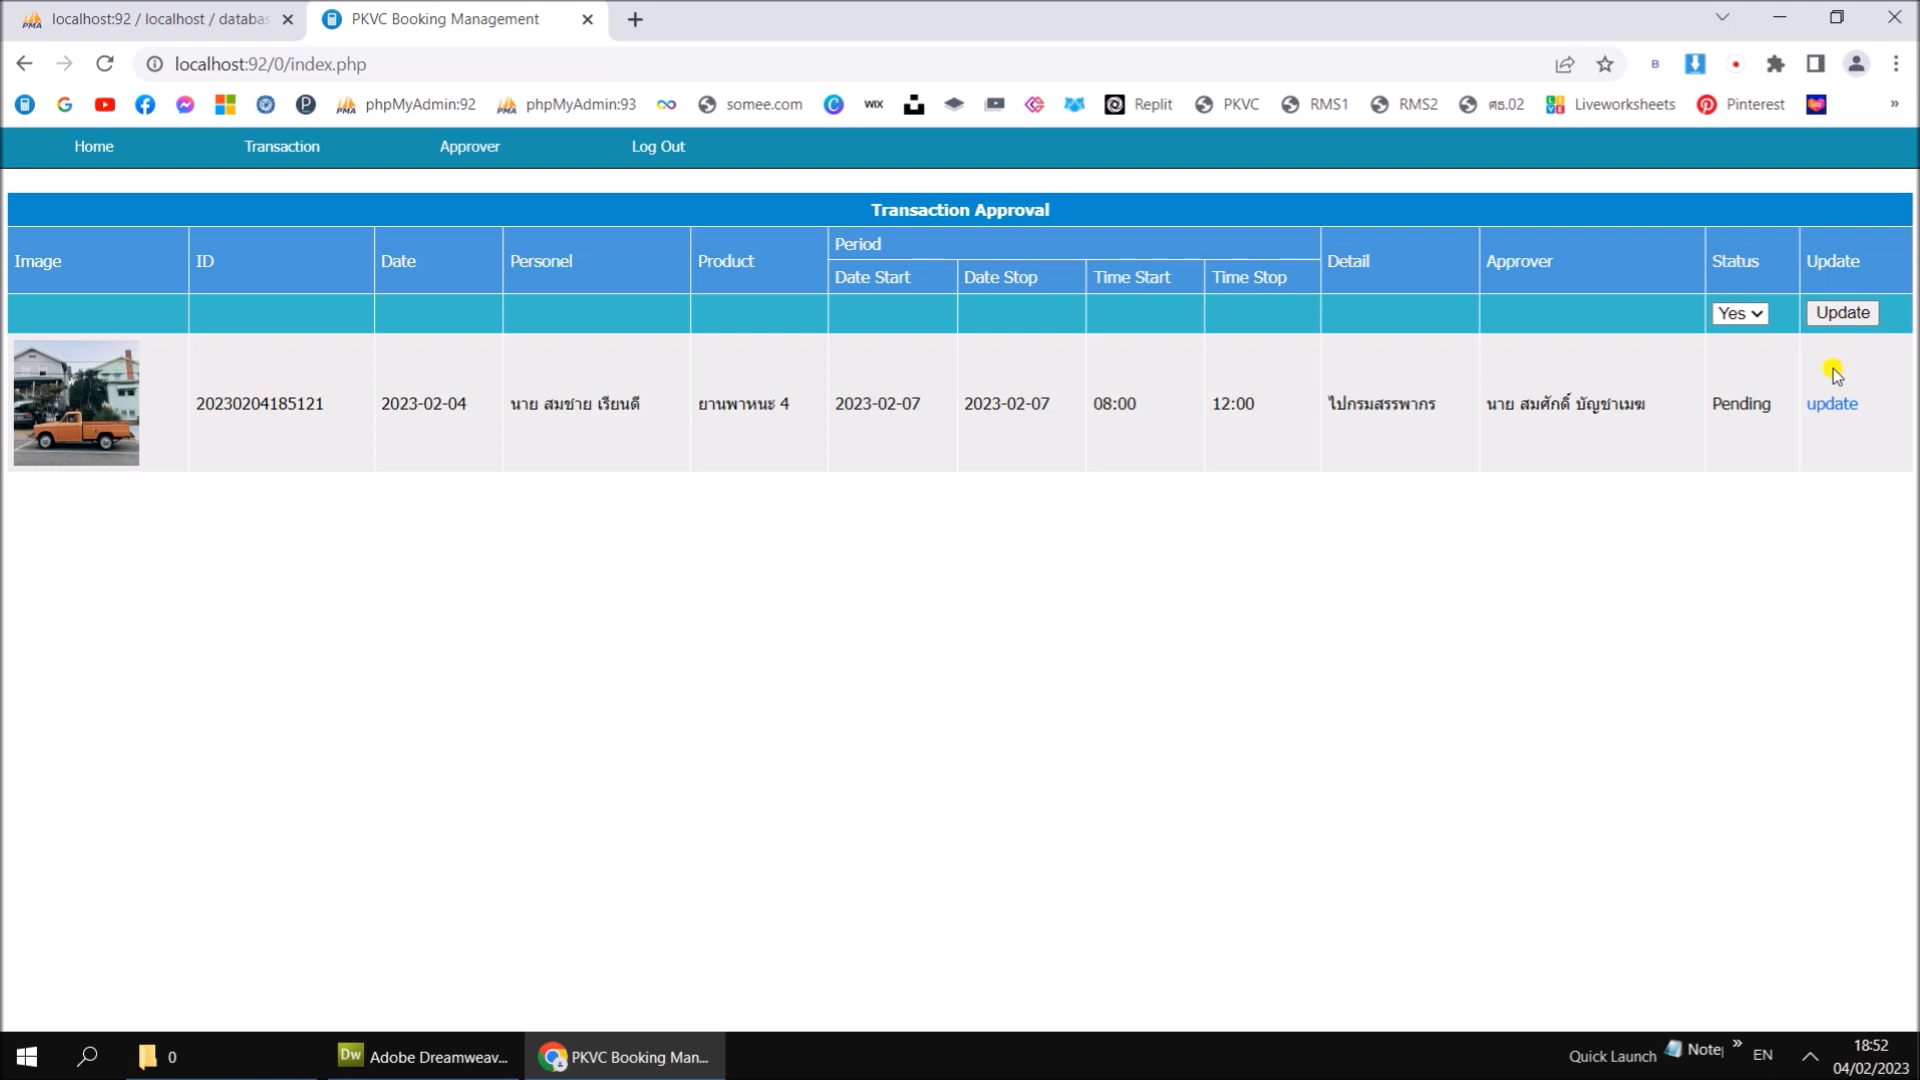 localhost:92 / localhost / databas
PKVC Booking Management
localhost:92/0/index.php
phpMyAdmin:92
phpMyAdmin:93
somee.com
WIX
Replit
PKVC
RMS1
RMS2
ศธ.02
Liveworksheets
Pinterest
»
Home
Transaction
Approver
Log Out
Transaction Approval
Image
ID
Date
Personel
Product
Period
Date Start
Date Stop
Time Start
Time Stop
Detail
Approver
Status
Update
Yes
Update
20230204185121
2023-02-04
นาย สมชาย เรียนดี
ยานพาหนะ 4
2023-02-07
2023-02-07
08:00
12:00
ไปกรมสรรพากร
นาย สมศักดิ์ บัญชาเมฆ
Pending
update
0
Dw
Adobe Dreamweav...
PKVC Booking Man...
Quick Launch
Note
»
EN
18:52
04/02/2023